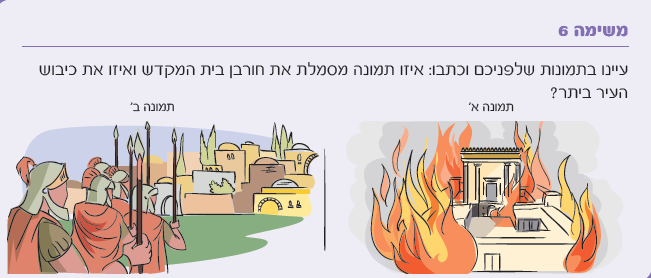 משימה 6
עיינו בתמונות שלפניכם וכתבו: איזו תמונה מסמלת את חורבן בית המקדש ואיזו את כיבוש
העיר ביתר?
תמונה א'
תמונה ב'